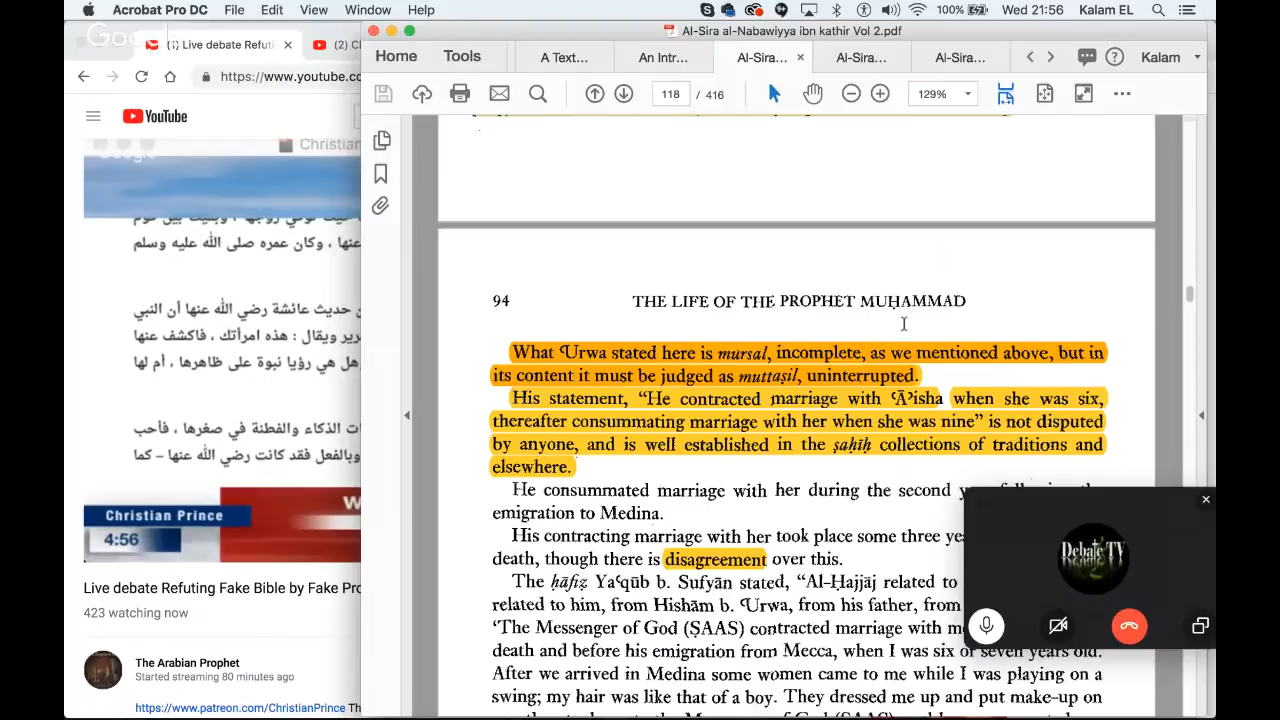 Acrobat Pro DC File Edit View Window Help 100% Wed 21:56 Kalam EL
Al-Sira al-Nabawiyya ibn kathir Vol 2.pdf
Google
(1) Live debate Refuti
(2) Cl
https://www.youtube.co
YouTube
Home Tools A Text... An Intr... Al-Sira... Al-Sira... Al-Sira... Kalam
118 / 416 129%
Christian
Google
عنها ، وكان عمره صلى الله عليه وسلم
ن حديث عائشة رضي الله عنها أن النبي
رير ويقال : هذه امرأتك ، فاكشف عنها
هل هي رؤيا نبوة على ظاهرها ، أم لها
ات الذكاء والفطنة في صغرها ، فأحب
وبالفعل فقد كانت رضي الله عنها – كما
Christian Prince
4:56
W
Live debate Refuting Fake Bible by Fake Pro
423 watching now
The Arabian Prophet
Started streaming 80 minutes ago
https://www.patreon.com/ChristianPrince Th
94 THE LIFE OF THE PROPHET MUḤAMMAD
What ʿUrwa stated here is mursal, incomplete, as we mentioned above, but in
its content it must be judged as muttaṣil, uninterrupted.
His statement, “He contracted marriage with ʿĀʾisha when she was six,
thereafter consummating marriage with her when she was nine” is not disputed
by anyone, and is well established in the ṣaḥīḥ collections of traditions and
elsewhere.
He consummated marriage with her during the second
emigration to Medina.
His contracting marriage with her took place some three yea
death, though there is disagreement over this.
The ḥāfiẓ Yaʿqūb b. Sufyān stated, “Al-Ḥajjāj related to
related to him, from Hishām b. ʿUrwa, from his father, from
‘The Messenger of God (ṢAAS) contracted marriage with m
death and before his emigration from Mecca, when I was six or seven years old.
After we arrived in Medina some women came to me while I was playing on a
swing; my hair was like that of a boy. They dressed me up and put make-up on
Debate TV